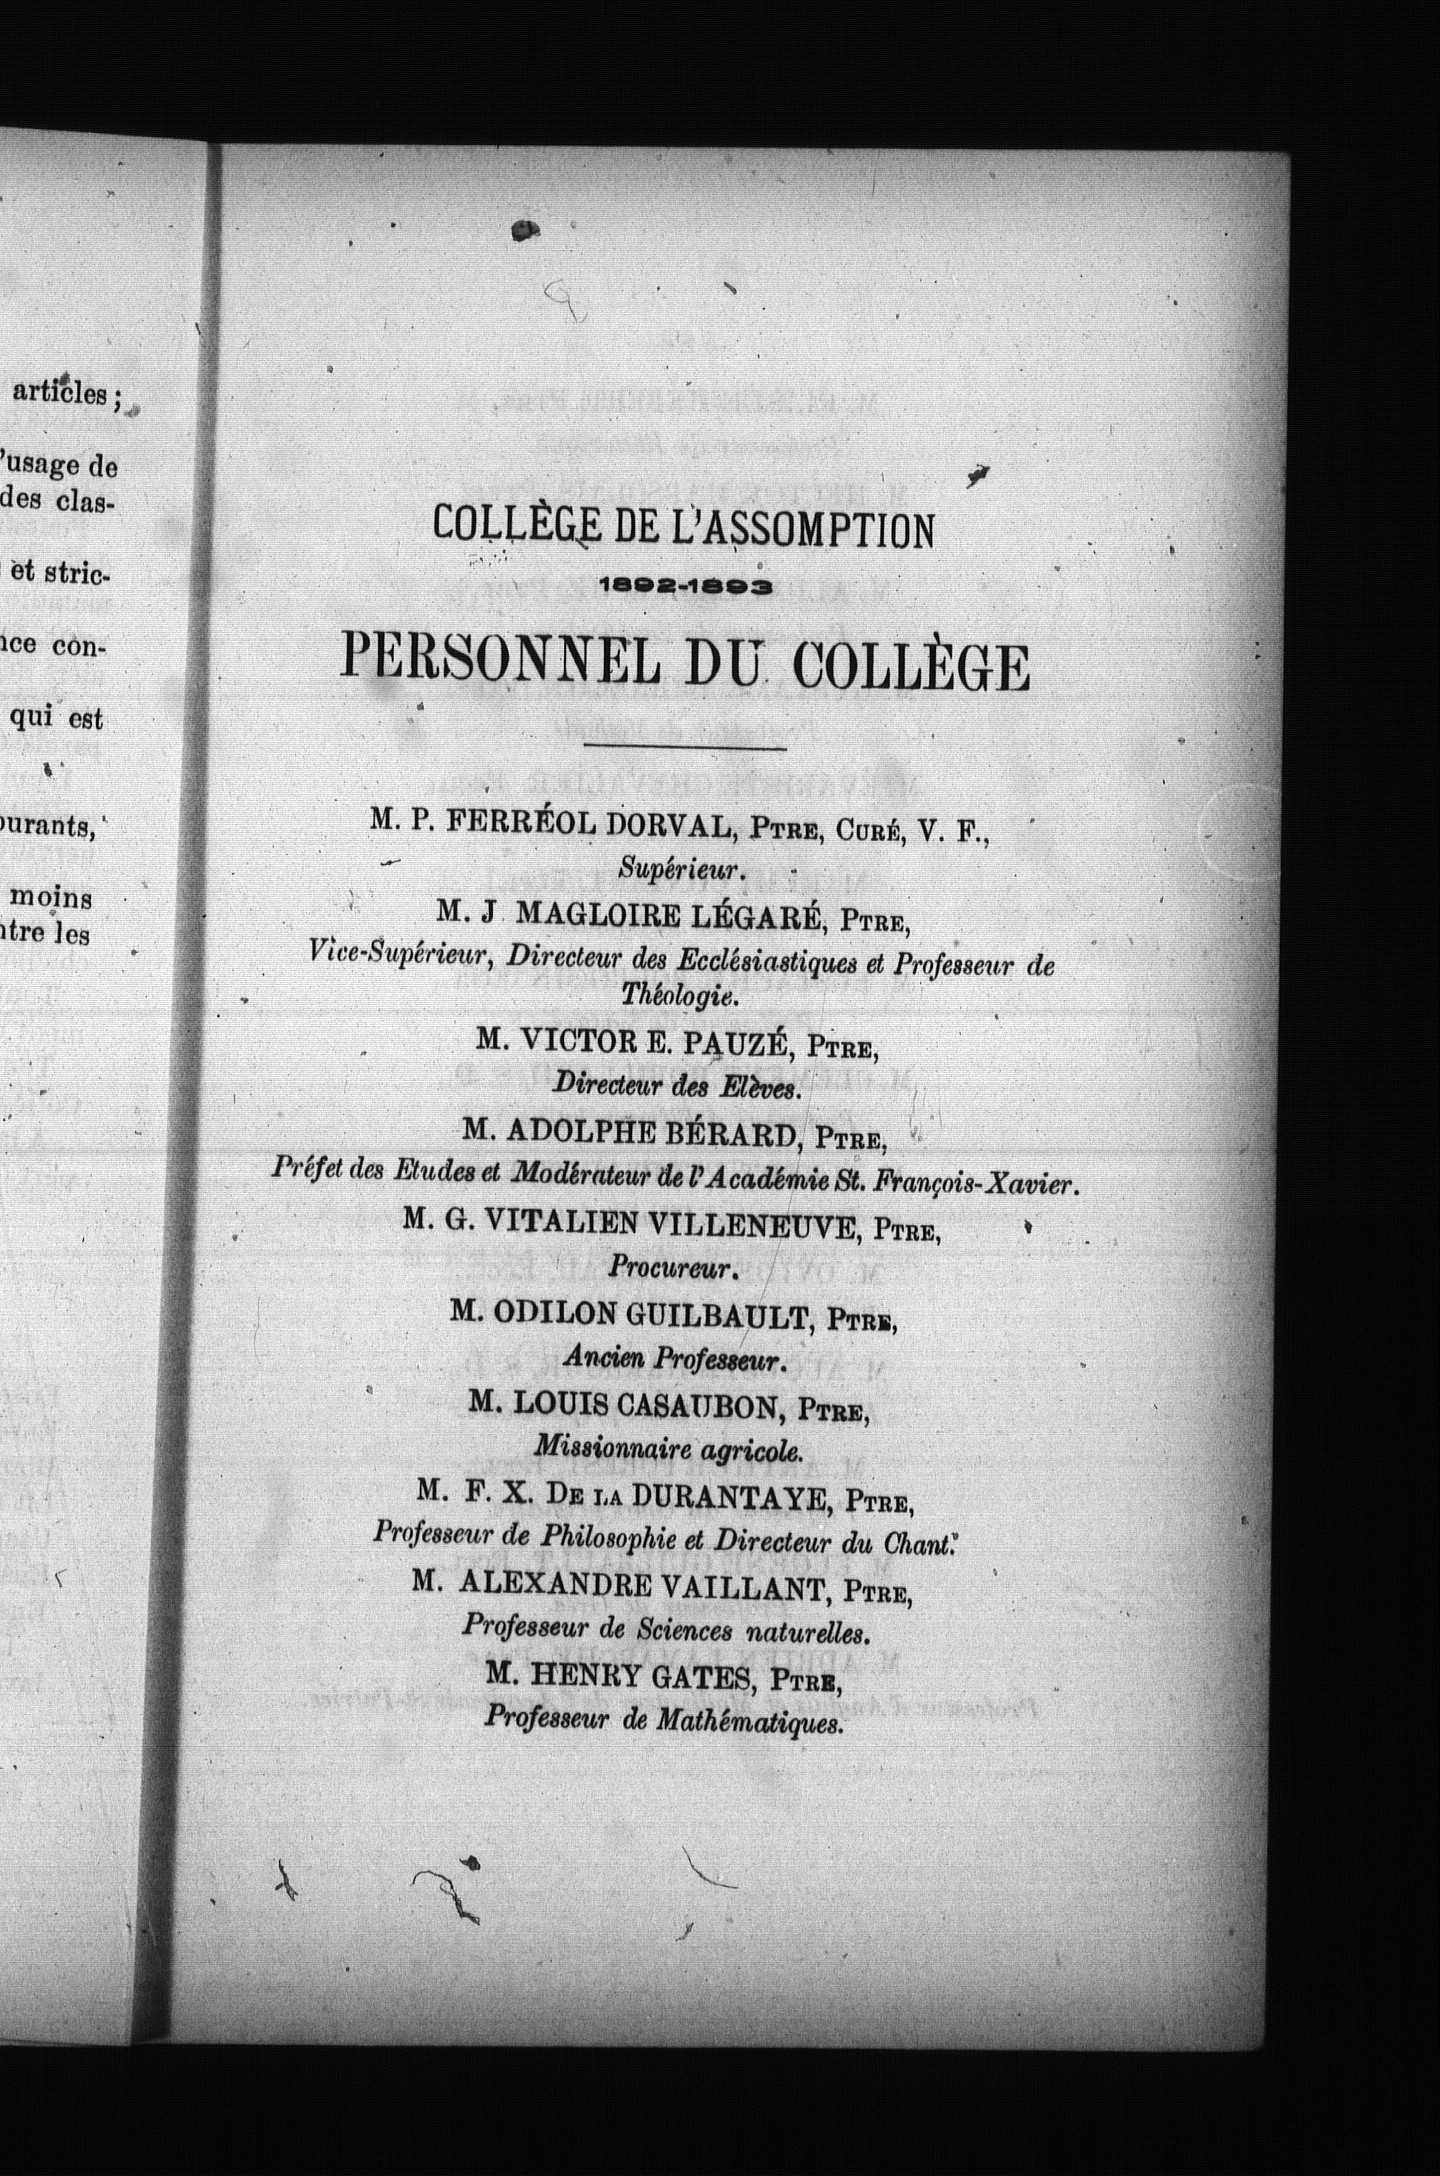 articles ;
'usage de
des clas-
et stric-
con-
qui est
moins
les
COLLÈGE DE L'ASSOMPTION
1892-1893
PERSONNEL DU COLLÈGE
M. P. FERRÉOL DORVAL, PTRE, CURÉ, V. F.,
Supérieur.
M. J MAGLOIRE LÉGARÉ, PTRE,
Vice-Supérieur, Directeur des Ecclésiastiques et Professeur de
Théologie.
M. VICTOR E. PAUZÉ, PTRE,
Directeur des Elèves.
M. ADOLPHE BÉRARD, PTRE,
Préfet des Etudes et Modérateur de l'Académie St. François-Xavier.
M. G. VITALIEN VILLENEUVE, PTRE,
Procureur.
M. ODILON GUILBAULT, PTRE,
Ancien Professeur.
M. LOUIS CASAUBON, PTRE,
Missionnaire agricole.
M. F. X. DE LA DURANTAYE, PTRE,
Professeur de Philosophie et Directeur du Chant.
M. ALEXANDRE VAILLANT, PTRE,
Professeur de Sciences naturelles.
M. HENRY GATES, PTRE,
Professeur de Mathématiques.